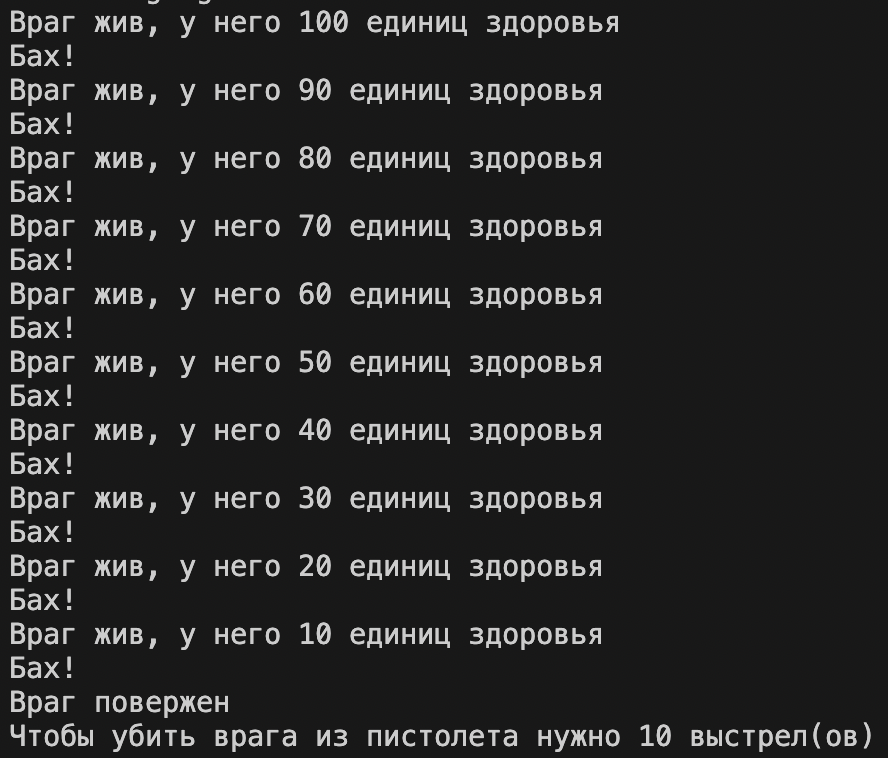 Враг жив, у него 100 единиц здоровья
Бах!
Враг жив, у него 90 единиц здоровья
Бах!
Враг жив, у него 80 единиц здоровья
Бах!
Враг жив, у него 70 единиц здоровья
Бах!
Враг жив, у него 60 единиц здоровья
Бах!
Враг жив, у него 50 единиц здоровья
Бах!
Враг жив, у него 40 единиц здоровья
Бах!
Враг жив, у него 30 единиц здоровья
Бах!
Враг жив, у него 20 единиц здоровья
Бах!
Враг жив, у него 10 единиц здоровья
Бах!
Враг повержен
Чтобы убить врага из пистолета нужно 10 выстрел(ов)